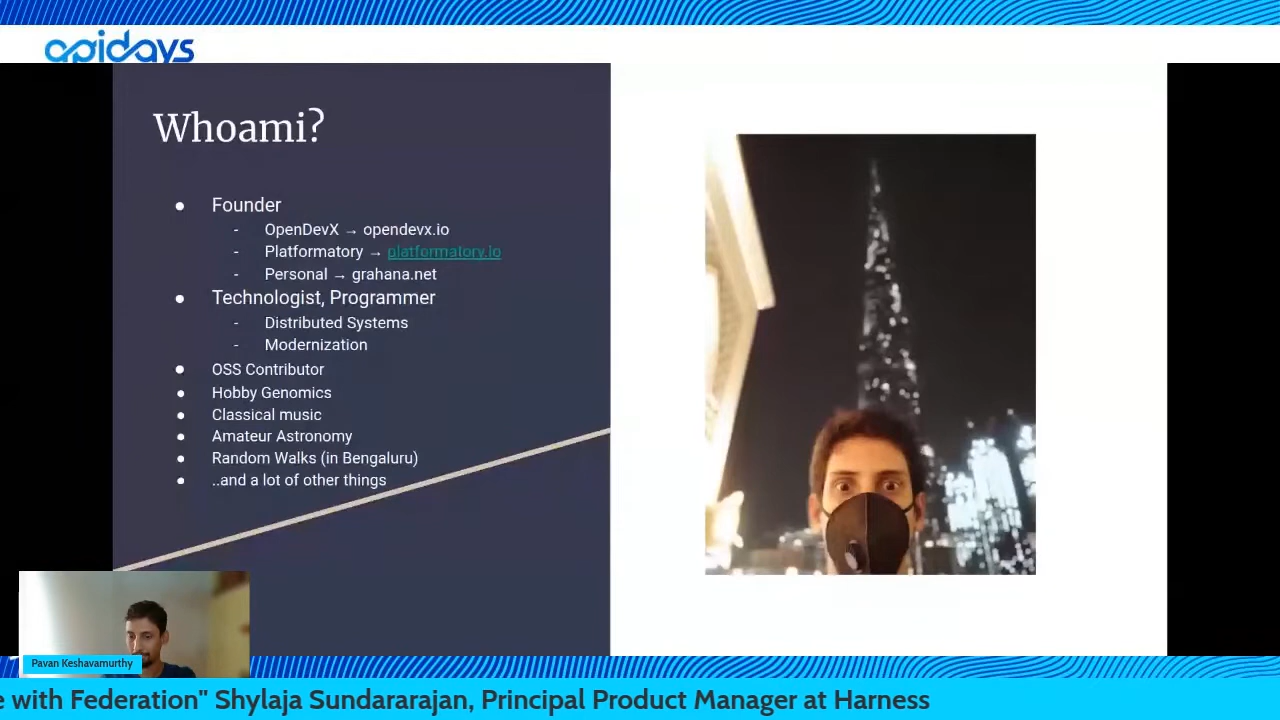 apidays
Whoami?
● Founder
- OpenDevX → opendevx.io
- Platformatory → platformatory.io
- Personal → grahana.net
● Technologist, Programmer
- Distributed Systems
- Modernization
● OSS Contributor
● Hobby Genomics
● Classical music
● Amateur Astronomy
● Random Walks (in Bengaluru)
● ..and a lot of other things
Pavan Keshavamurthy
e with Federation" Shylaja Sundararajan, Principal Product Manager at Harness